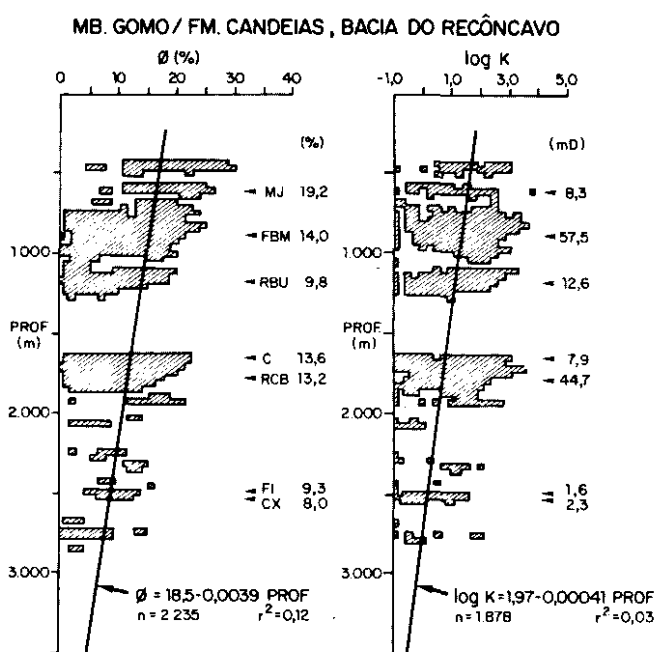 MB. GOMO / FM. CANDEIAS, BACIA DO RECÔNCAVO
Ø (%)
0 10 20 30 40
(%)
MJ 19,2
FBM 14,0
RBU 9,8
C 13,6
RCB 13,2
FI 9,3
CX 8,0
1.000
PROF
(m)
2.000
3.000
Ø = 18,5-0,0039 PROF
n = 2 235 r²=0,12
log K
-1,0 1,0 3,0 5,0
(mD)
8,3
57,5
12,6
7,9
44,7
1,6
2,3
1.000
PROF
(m)
2.000
3.000
log K=1,97-0,00041 PROF
n=1.878 r²=0,03